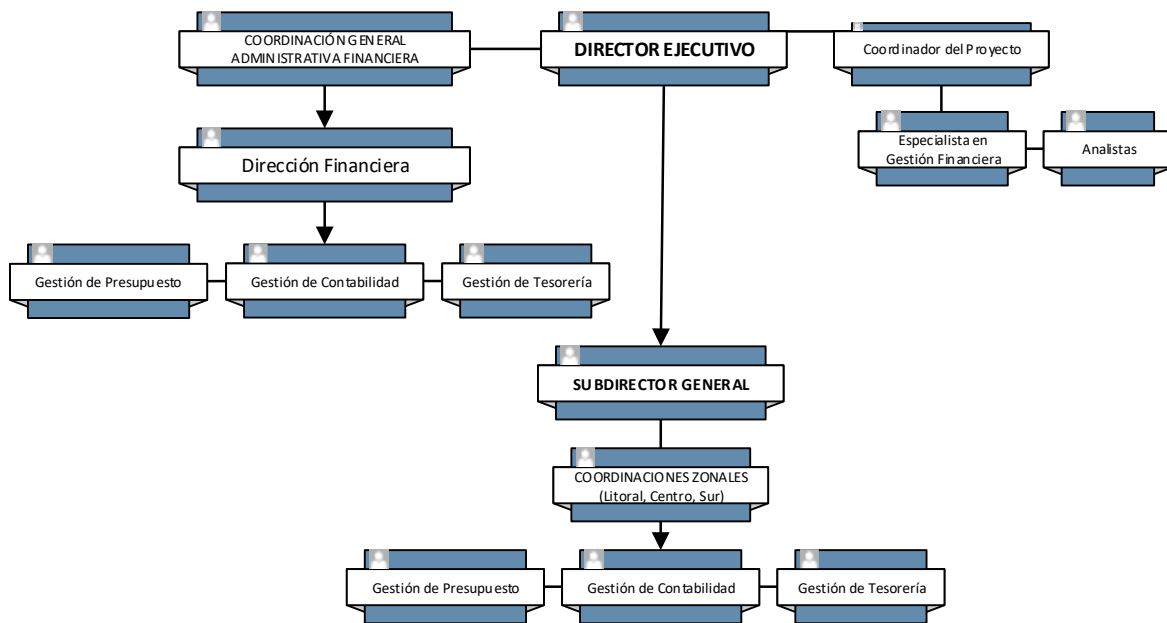 COORDINACIÓN GENERAL
ADMINISTRATIVA FINANCIERA
DIRECTOR EJECUTIVO
Coordinador del Proyecto
Especialista en
Gestión Financiera
Analistas
Dirección Financiera
Gestión de Presupuesto
Gestión de Contabilidad
Gestión de Tesorería
SUBDIRECTOR GENERAL
COORDINACIONES ZONALES
(Litoral, Centro, Sur)
Gestión de Presupuesto
Gestión de Contabilidad
Gestión de Tesorería